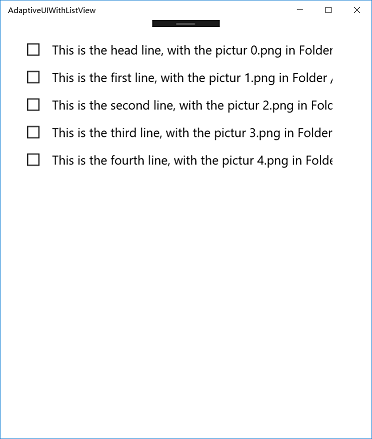 AdaptiveUIWithListView
This is the head line, with the pictur 0.png in Folder
This is the first line, with the pictur 1.png in Folder /
This is the second line, with the pictur 2.png in Fold
This is the third line, with the pictur 3.png in Folder
This is the fourth line, with the pictur 4.png in Folde